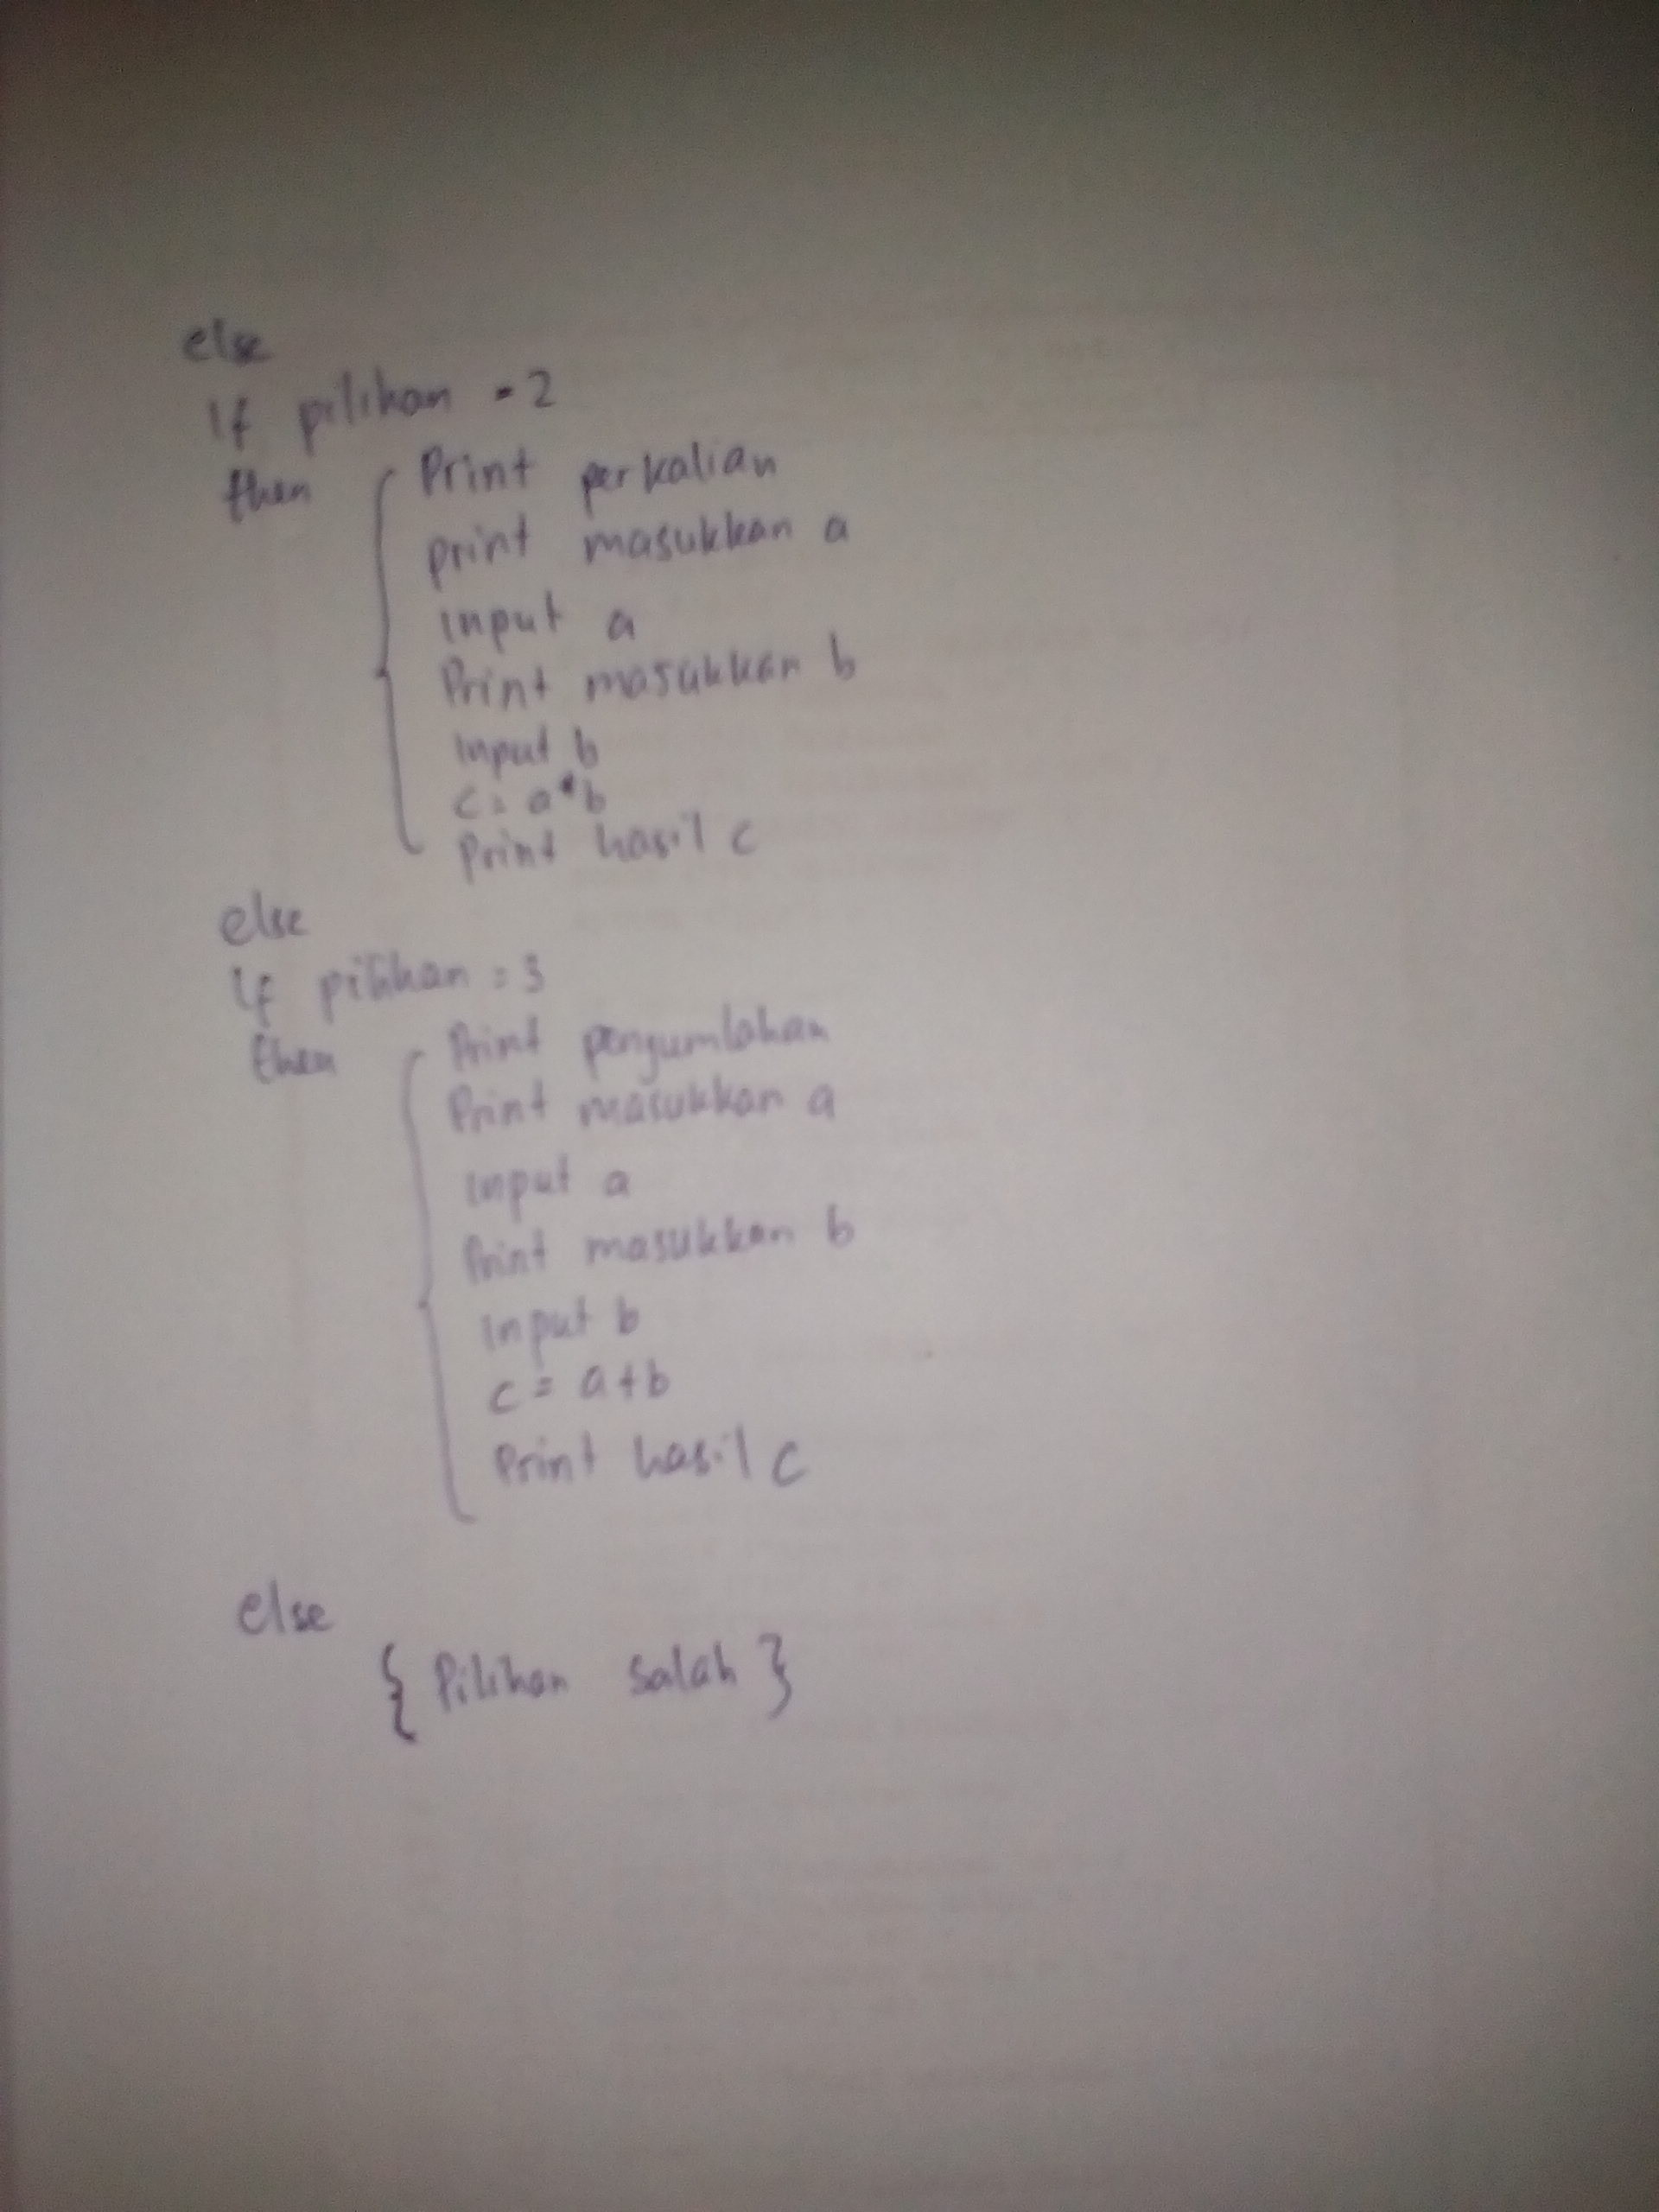 else
If pilihan = 2
then { Print perkalian
print masukkan a
input a
Print masukkan b
Input b
c = a*b
Print hasil c
else
If pilihan = 3
then { Print penjumlahan
Print masukkan a
input a
Print masukkan b
Input b
c = a+b
Print hasil c
else
{ Pilihan Salah }